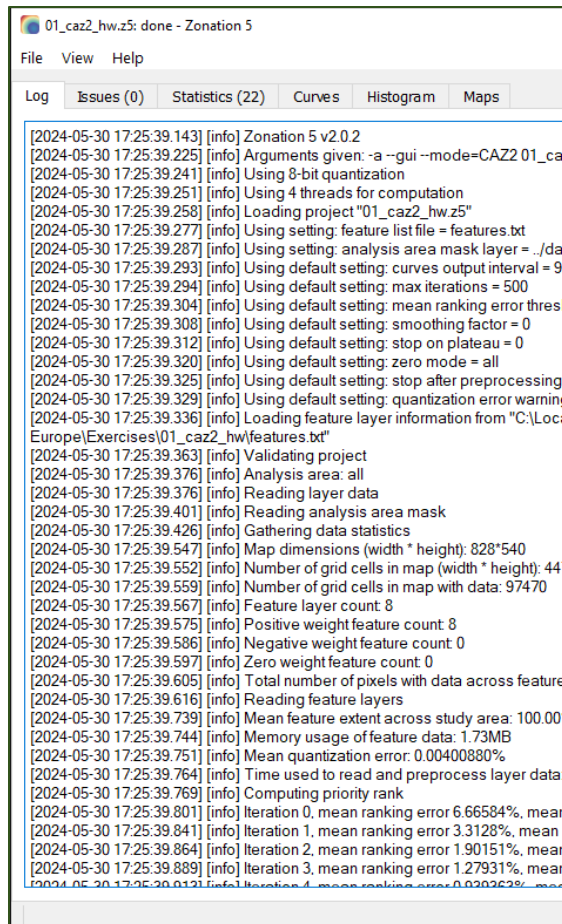 01_caz2_hw.z5: done - Zonation 5
File View Help
Log Issues (0) Statistics (22) Curves Histogram Maps
[2024-05-30 17:25:39.143] [info] Zonation 5 v2.0.2
[2024-05-30 17:25:39.225] [info] Arguments given: -a --gui --mode=CAZ2 01_ca
[2024-05-30 17:25:39.241] [info] Using 8-bit quantization
[2024-05-30 17:25:39.251] [info] Using 4 threads for computation
[2024-05-30 17:25:39.258] [info] Loading project "01_caz2_hw.z5"
[2024-05-30 17:25:39.277] [info] Using setting: feature list file = features.txt
[2024-05-30 17:25:39.287] [info] Using setting: analysis area mask layer = ../da
[2024-05-30 17:25:39.293] [info] Using default setting: curves output interval = 9
[2024-05-30 17:25:39.294] [info] Using default setting: max iterations = 500
[2024-05-30 17:25:39.304] [info] Using default setting: mean ranking error thres
[2024-05-30 17:25:39.308] [info] Using default setting: smoothing factor = 0
[2024-05-30 17:25:39.312] [info] Using default setting: stop on plateau = 0
[2024-05-30 17:25:39.320] [info] Using default setting: zero mode = all
[2024-05-30 17:25:39.325] [info] Using default setting: stop after preprocessing
[2024-05-30 17:25:39.329] [info] Using default setting: quantization error warning
[2024-05-30 17:25:39.336] [info] Loading feature layer information from "C:\Loca
Europe\Exercises\01_caz2_hw\features.txt"
[2024-05-30 17:25:39.363] [info] Validating project
[2024-05-30 17:25:39.376] [info] Analysis area: all
[2024-05-30 17:25:39.376] [info] Reading layer data
[2024-05-30 17:25:39.401] [info] Reading analysis area mask
[2024-05-30 17:25:39.426] [info] Gathering data statistics
[2024-05-30 17:25:39.547] [info] Map dimensions (width * height): 828*540
[2024-05-30 17:25:39.552] [info] Number of grid cells in map (width * height): 447
[2024-05-30 17:25:39.559] [info] Number of grid cells in map with data: 97470
[2024-05-30 17:25:39.567] [info] Feature layer count: 8
[2024-05-30 17:25:39.575] [info] Positive weight feature count: 8
[2024-05-30 17:25:39.586] [info] Negative weight feature count: 0
[2024-05-30 17:25:39.597] [info] Zero weight feature count: 0
[2024-05-30 17:25:39.605] [info] Total number of pixels with data across feature
[2024-05-30 17:25:39.616] [info] Reading feature layers
[2024-05-30 17:25:39.739] [info] Mean feature extent across study area: 100.00
[2024-05-30 17:25:39.744] [info] Memory usage of feature data: 1.73MB
[2024-05-30 17:25:39.751] [info] Mean quantization error: 0.00400880%
[2024-05-30 17:25:39.764] [info] Time used to read and preprocess layer data
[2024-05-30 17:25:39.769] [info] Computing priority rank
[2024-05-30 17:25:39.801] [info] Iteration 0, mean ranking error 6.66584%, mean
[2024-05-30 17:25:39.841] [info] Iteration 1, mean ranking error 3.3128%, mean
[2024-05-30 17:25:39.864] [info] Iteration 2, mean ranking error 1.90151%, mean
[2024-05-30 17:25:39.889] [info] Iteration 3, mean ranking error 1.27931%, mean
[2024-05-30 17:25:39.913] [info] Iteration 4, mean ranking error 0.939363%, mean